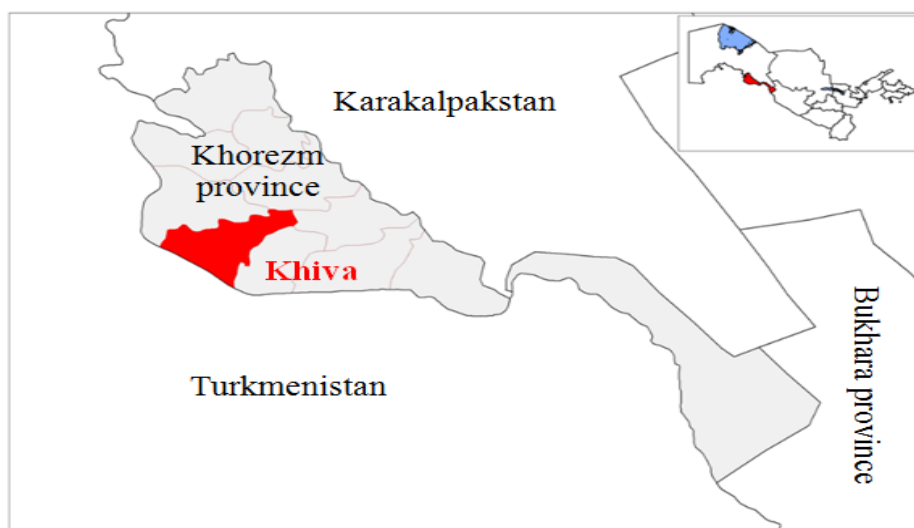 Karakalpakstan
Khorezm
province
Khiva
Turkmenistan
Bukhara province